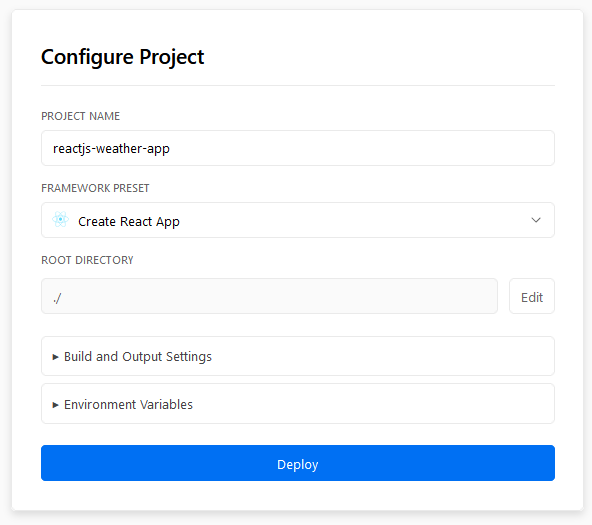 Configure Project
PROJECT NAME
reactjs-weather-app
FRAMEWORK PRESET
Create React App
ROOT DIRECTORY
./
Edit
Build and Output Settings
Environment Variables
Deploy